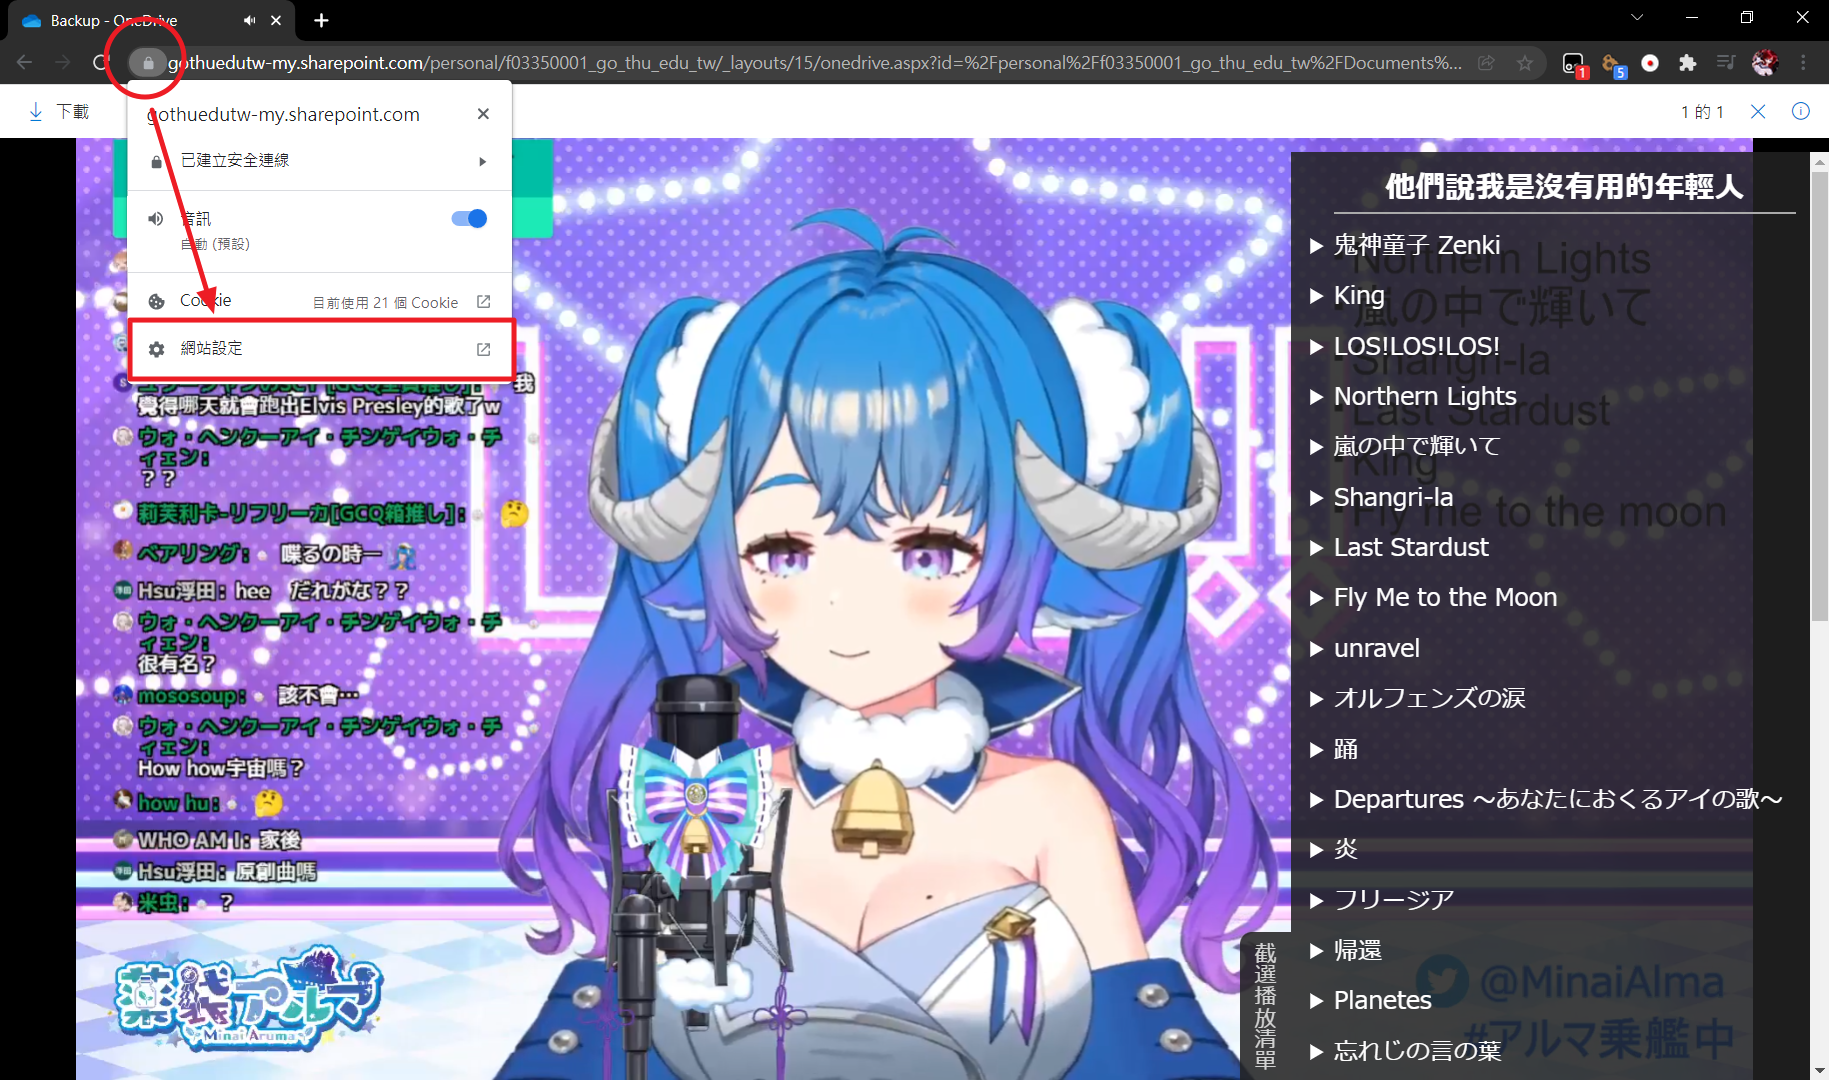 Backup - OneDrive
gothuedutw-my.sharepoint.com/personal/f03350001_go_thu_edu_tw/_layouts/15/onedrive.aspx?id=%2Fpersonal%2Ff03350001_go_thu_edu_tw%2FDocuments%...
1
5
下載
1 的 1
gothuedutw-my.sharepoint.com
已建立安全連線
音訊
自動 (預設)
Cookie
目前使用 21 個 Cookie
網站設定
我
覺得哪天就會跑出Elvis Presley的歌了w
ウォ・ヘンクーアイ・チンゲイウォ・チ
ィェン:
??
莉芙利卡-リフリーカ[GCQ箱推し]: 🤔
ベアリング: 喋るの時一
Hsu浮田: hee だれがな??
ウォ・ヘンクーアイ・チンゲイウォ・チ
ィェン:
很有名?
mososoup: 該不會…
ウォ・ヘンクーアイ・チンゲイウォ・チ
ィェン:
How how宇宙嗎?
how hu: 🤔
WHO AM I: 家後
Hsu浮田: 原創曲嗎
米虫: ?
薬袋アルマ
Minai Aruma
他們說我是沒有用的年輕人
▶ 鬼神童子 Zenki
▶ King
▶ LOS!LOS!LOS!
▶ Northern Lights
▶ 嵐の中で輝いて
▶ Shangri-la
▶ Last Stardust
▶ Fly Me to the Moon
▶ unravel
▶ オルフェンズの涙
▶ 踊
▶ Departures ～あなたにおくるアイの歌～
▶ 炎
▶ フリージア
▶ 帰還
▶ Planetes
▶ 忘れじの言の葉
Northern Lights
嵐の中で輝いて
Shangri-la
Last Stardust
King
Fly me to the moon
@MinaiAlma
#アルマ乗艦中
截選播放清單